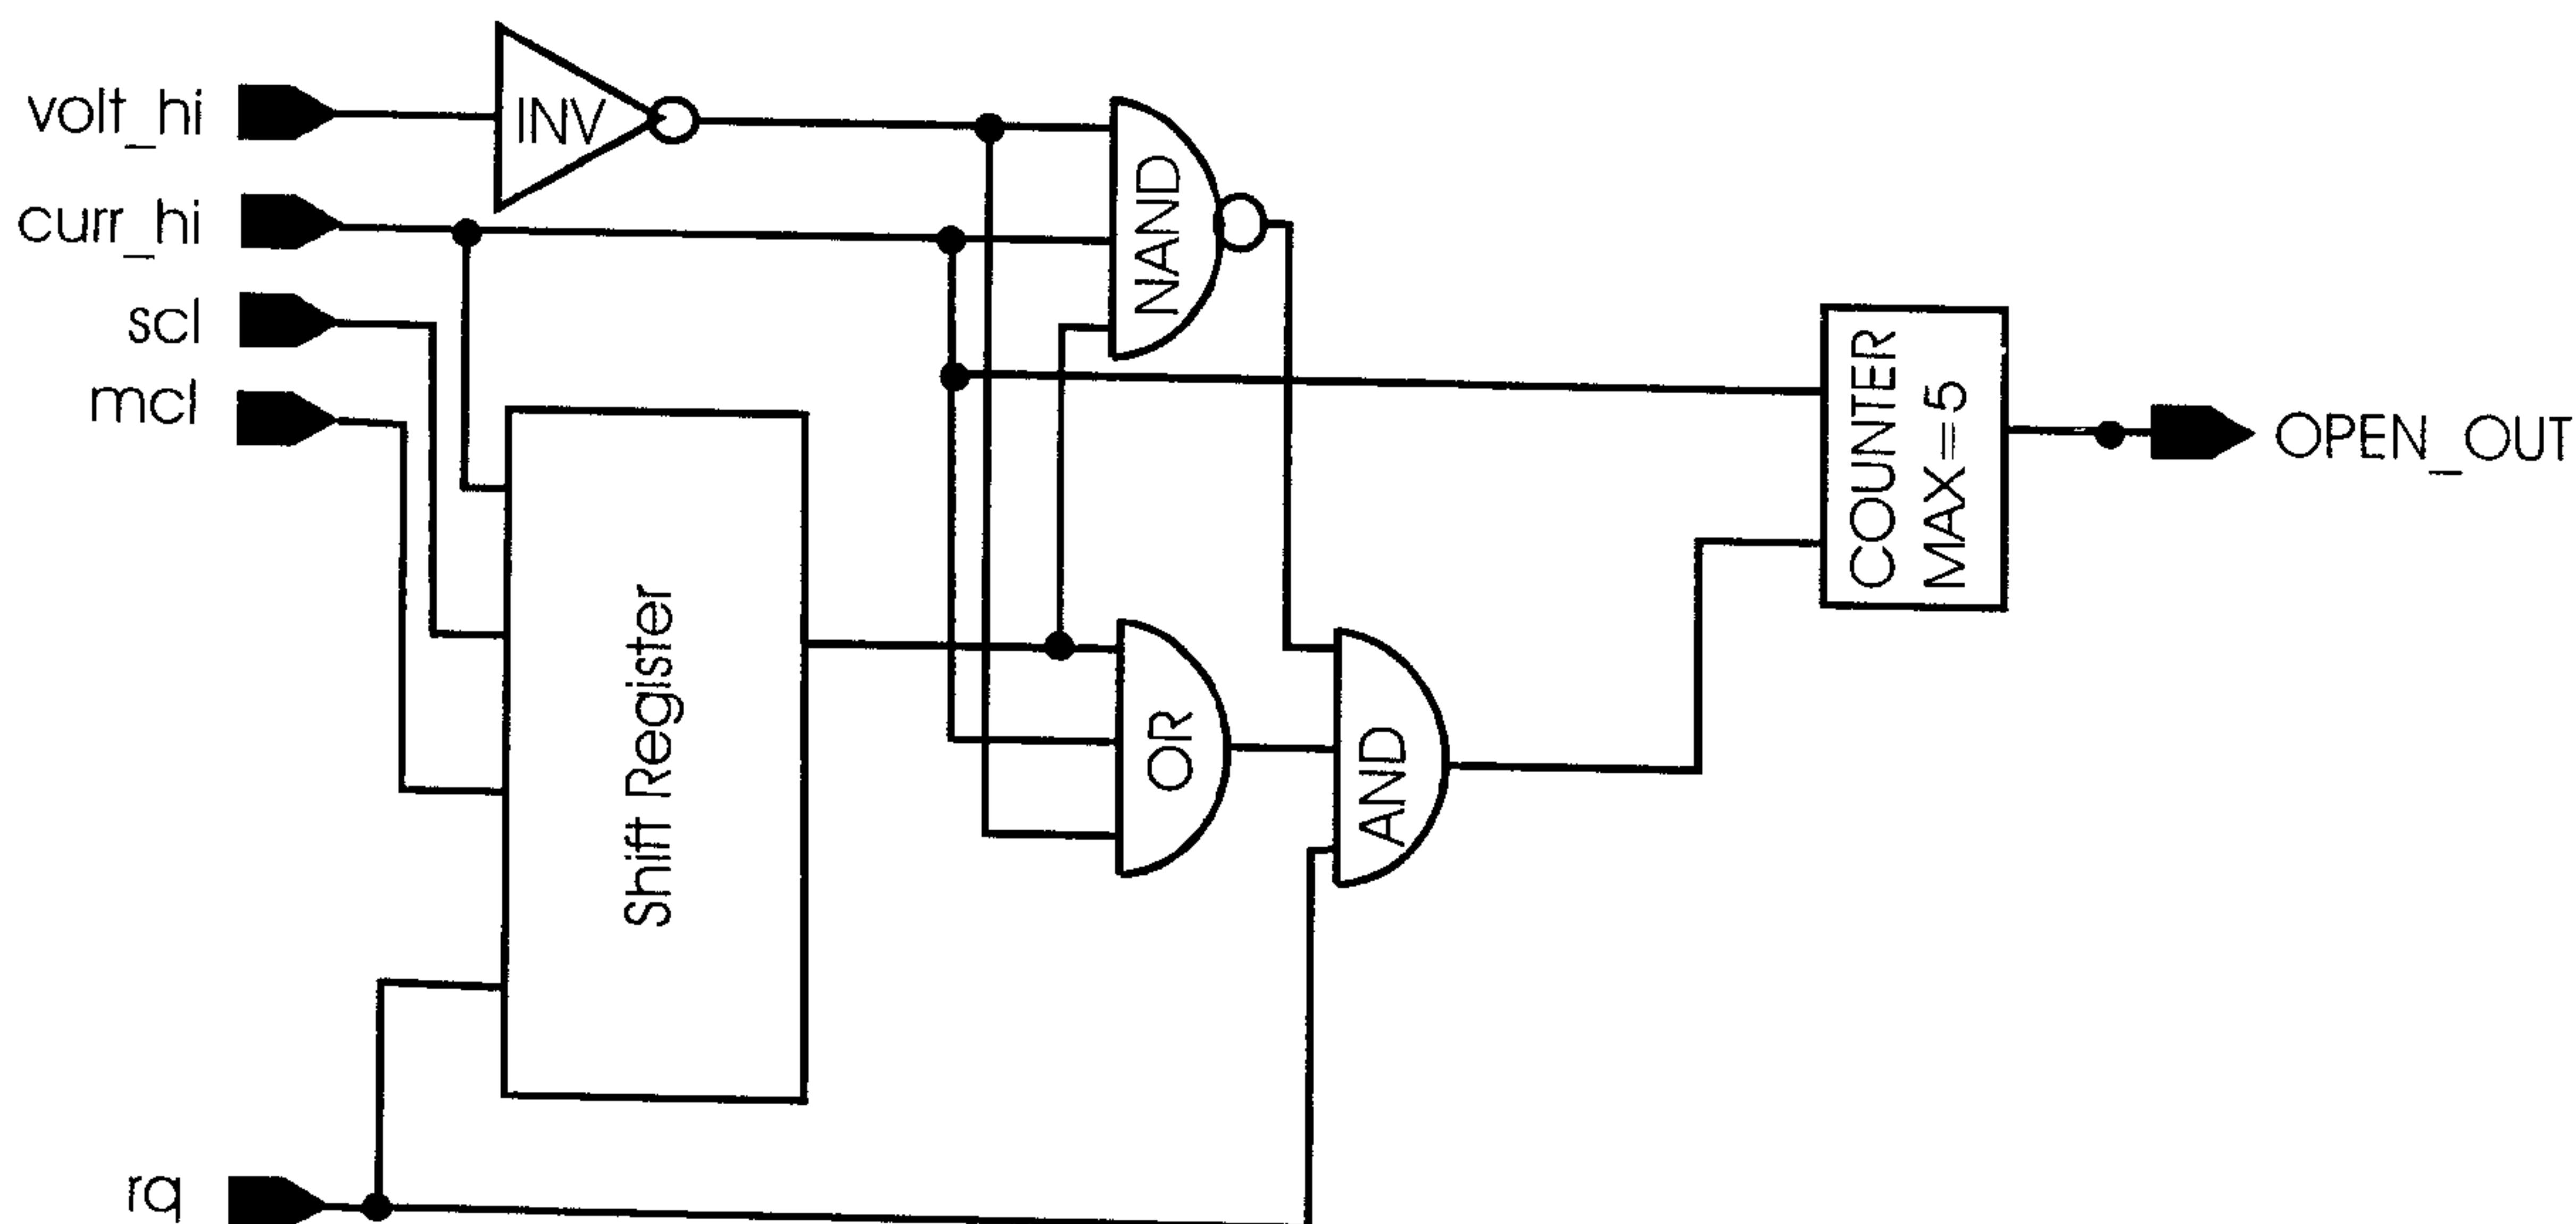 volt_hi
curr_hi
scl
mcl
rq
INV
NAND
Shift Register
OR
AND
COUNTER
MAX=5
OPEN_OUT